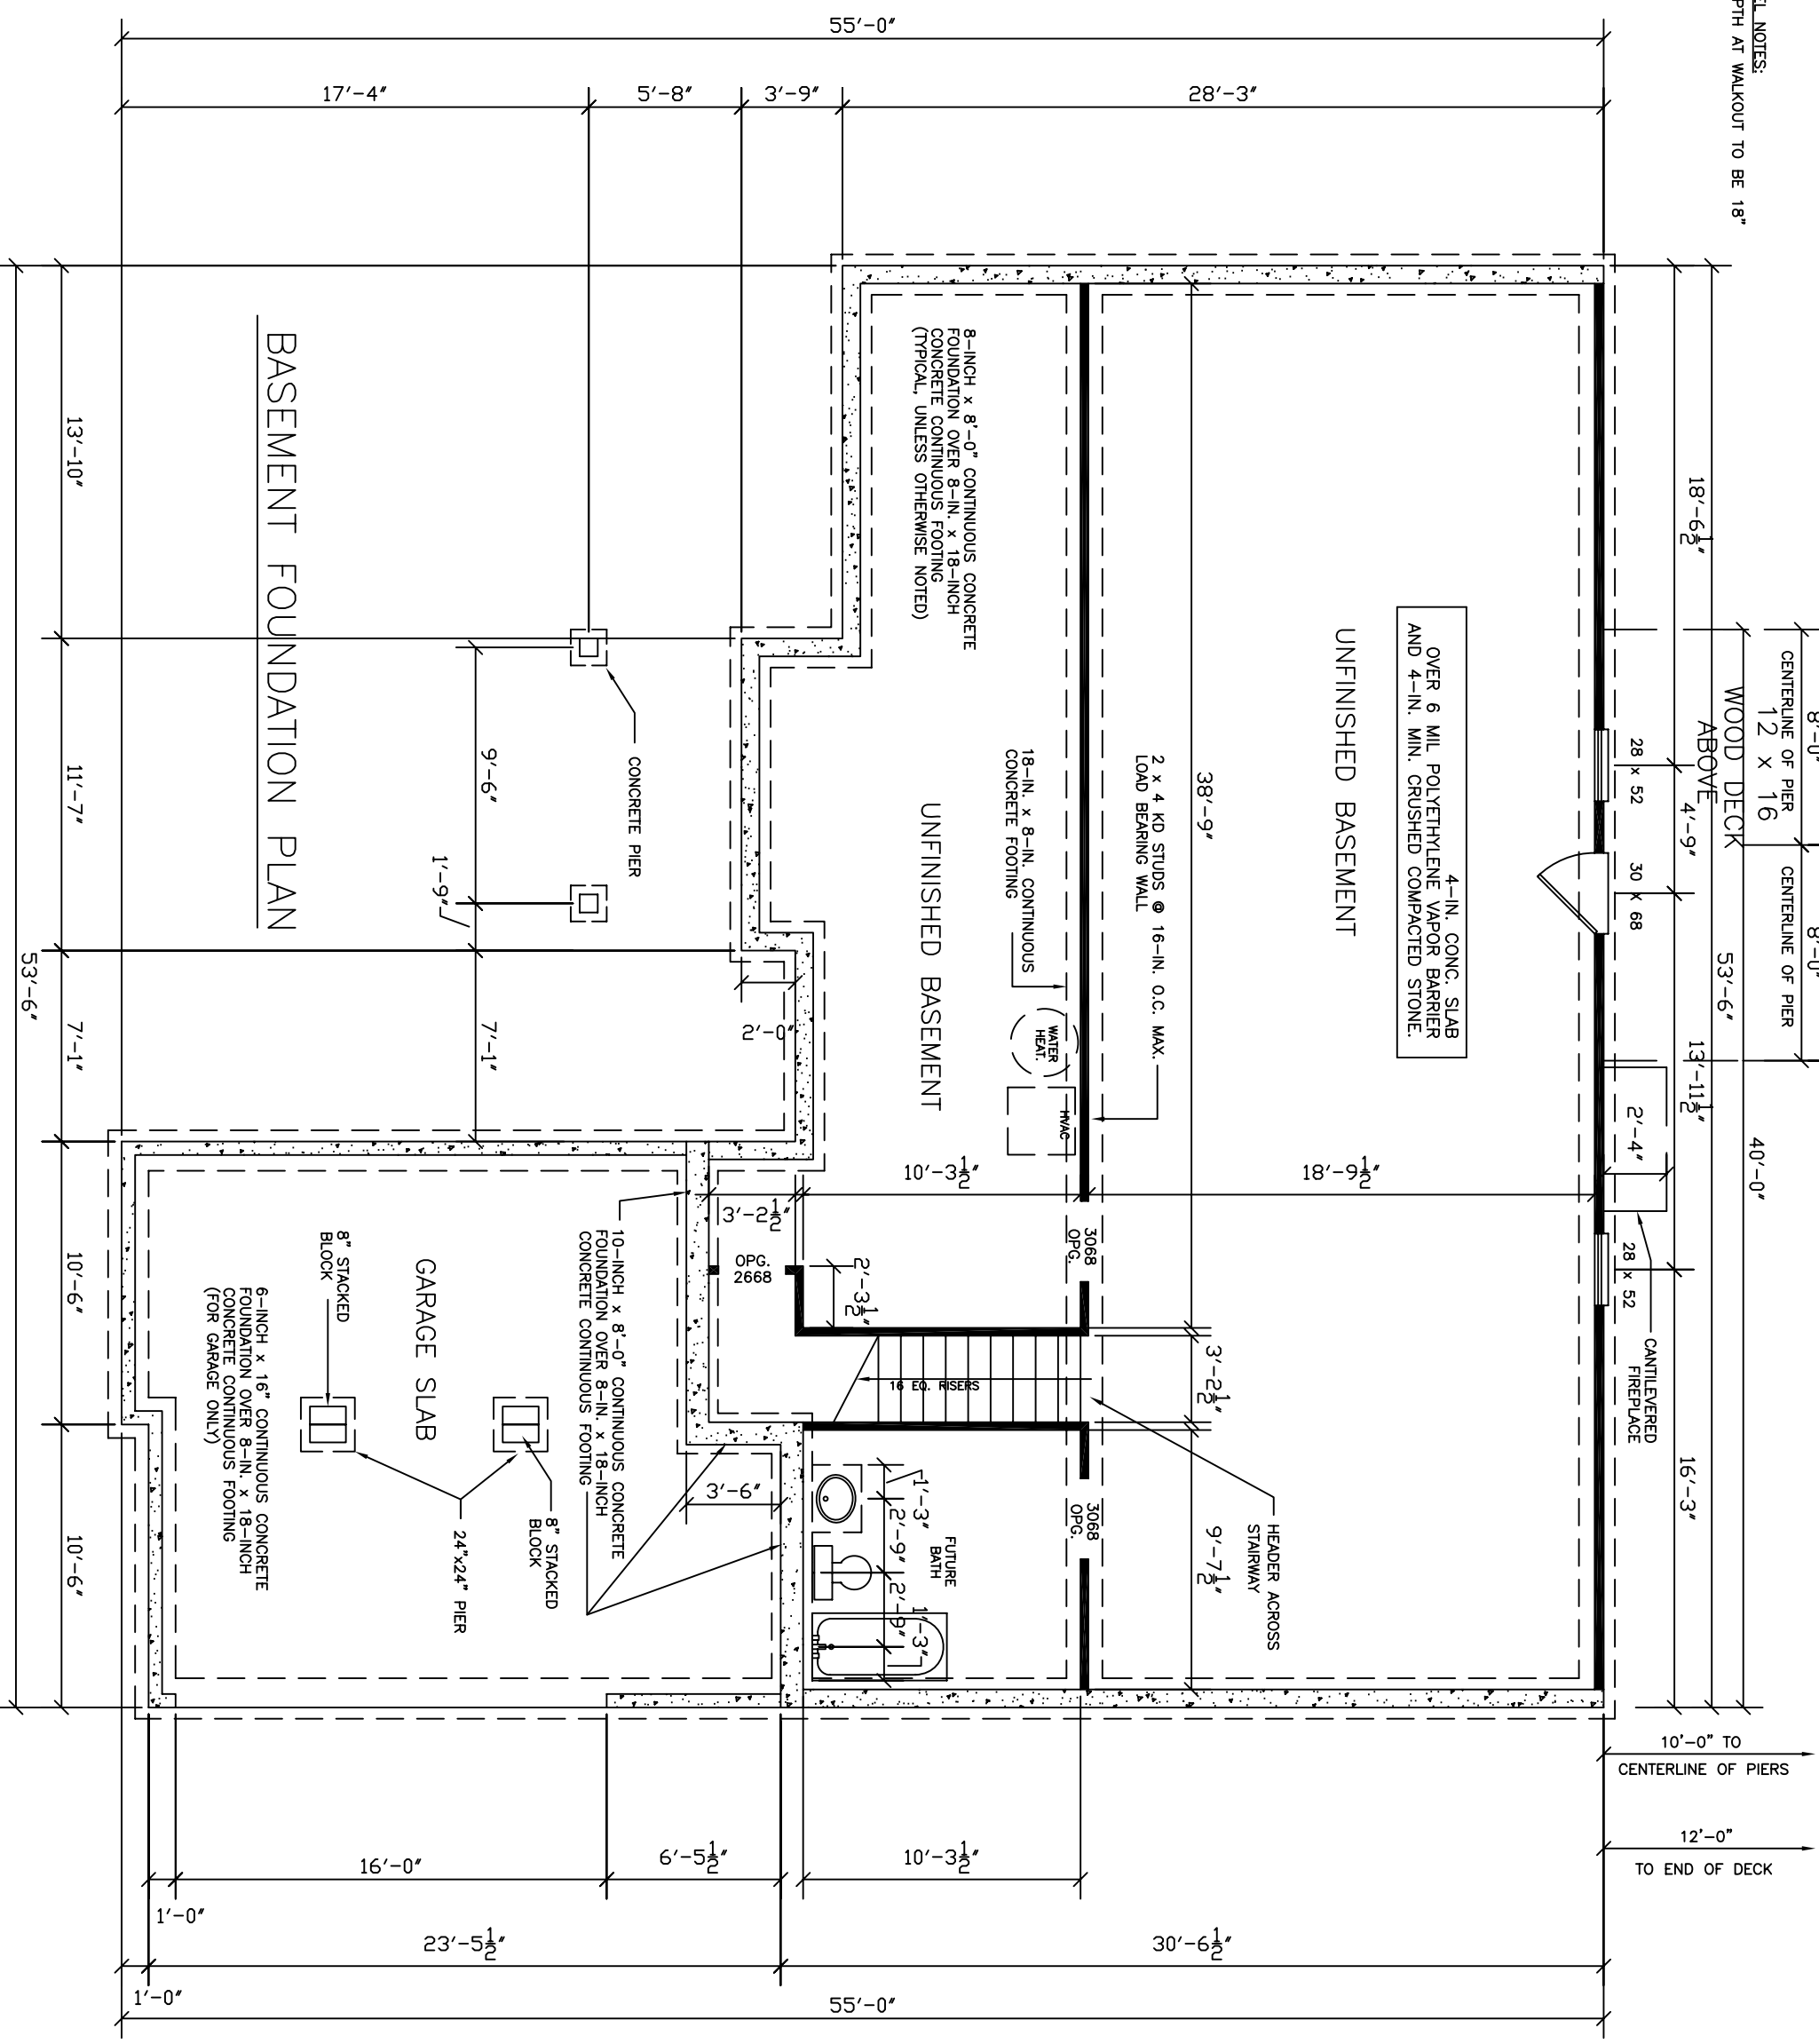 55'-0"
17'-4"
5'-8"
3'-9"
28'-3"
EL NOTES:
PTH AT WALKOUT TO BE 18"
8'-0"
8'-0"
CENTERLINE OF PIER
CENTERLINE OF PIER
12 x 16
WOOD DECK
ABOVE
40'-0"
53'-6"
18'-6 1/2"
4'-9"
13'-11 1/2"
16'-3"
28 x 52
30 X 68
28 x 52
2'-4"
CANTILEVERED
FIREPLACE
4-IN. CONC. SLAB
OVER 6 MIL POLYETHYLENE VAPOR BARRIER
AND 4-IN. MIN. CRUSHED COMPACTED STONE.
UNFINISHED BASEMENT
18'-9 1/2"
38'-9"
3'-2 1/2"
9'-7 1/2"
HEADER ACROSS
STAIRWAY
2 x 4 KD STUDS @ 16-IN. O.C. MAX.
LOAD BEARING WALL
3068
OPG.
3068
OPG.
18-IN. x 8-IN. CONTINUOUS
CONCRETE FOOTING
WATER
HEAT.
HVAC
8-INCH x 8'-0" CONTINUOUS CONCRETE
FOUNDATION OVER 8-IN. x 18-INCH
CONCRETE CONTINUOUS FOOTING
(TYPICAL, UNLESS OTHERWISE NOTED)
UNFINISHED BASEMENT
10'-3 1/2"
16 EQ. RISERS
2'-3 1/2"
FUTURE
BATH
1'-3"
2'-9"
2'-9"
1'-3"
2'-0"
3'-2 1/2"
OPG.
2668
3'-6"
CONCRETE PIER
9'-6"
1'-9"
7'-1"
10-INCH x 8'-0" CONTINUOUS CONCRETE
FOUNDATION OVER 8-IN. x 18-INCH
CONCRETE CONTINUOUS FOOTING
8" STACKED
BLOCK
GARAGE SLAB
24"x24" PIER
8" STACKED
BLOCK
6-INCH x 16" CONTINUOUS CONCRETE
FOUNDATION OVER 8-IN. x 18-INCH
CONCRETE CONTINUOUS FOOTING
(FOR GARAGE ONLY)
BASEMENT FOUNDATION PLAN
13'-10"
11'-7"
7'-1"
10'-6"
10'-6"
53'-6"
10'-0" TO
CENTERLINE OF PIERS
12'-0"
TO END OF DECK
1'-0"
16'-0"
6'-5 1/2"
10'-3 1/2"
1'-0"
23'-5 1/2"
30'-6 1/2"
55'-0"